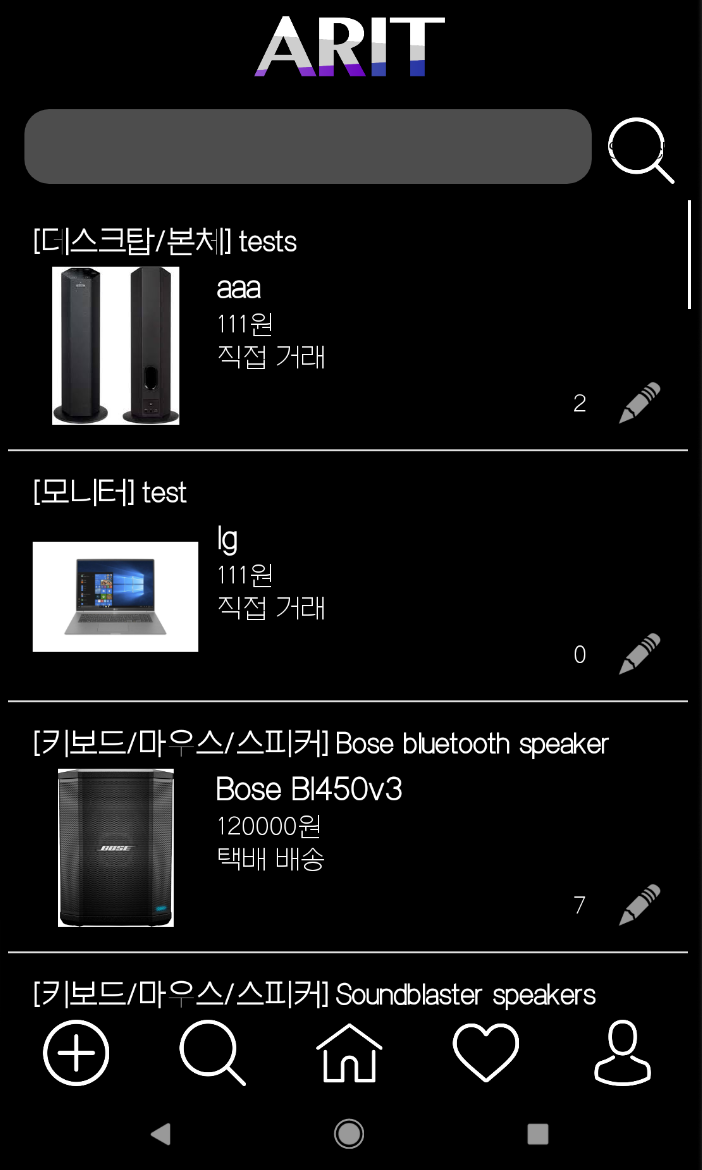 ARIT
[데스크탑/본체] tests
aaa
111원
직접 거래
2
[모니터] test
lg
111원
직접 거래
0
[키보드/마우스/스피커] Bose bluetooth speaker
BOSE
Bose Bl450v3
120000원
택배 배송
7
[키보드/마우스/스피커] Soundblaster speakers